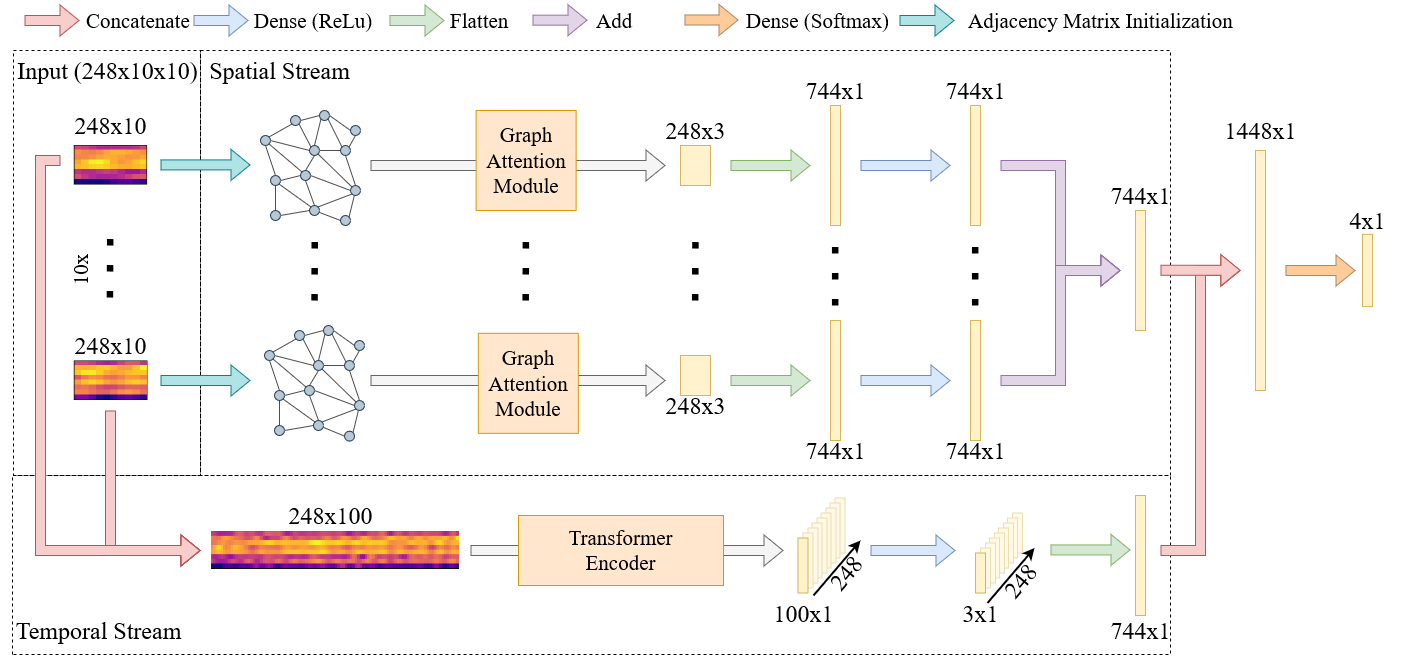 Concatenate
Dense (ReLu)
Flatten
Add
Dense (Softmax)
Adjacency Matrix Initialization
Input (248x10x10)
Spatial Stream
248x10
Graph
Attention
Module
248x3
744x1
744x1
10x
248x10
Graph
Attention
Module
248x3
744x1
744x1
744x1
1448x1
4x1
248x100
Transformer
Encoder
248
100x1
248
3x1
744x1
Temporal Stream